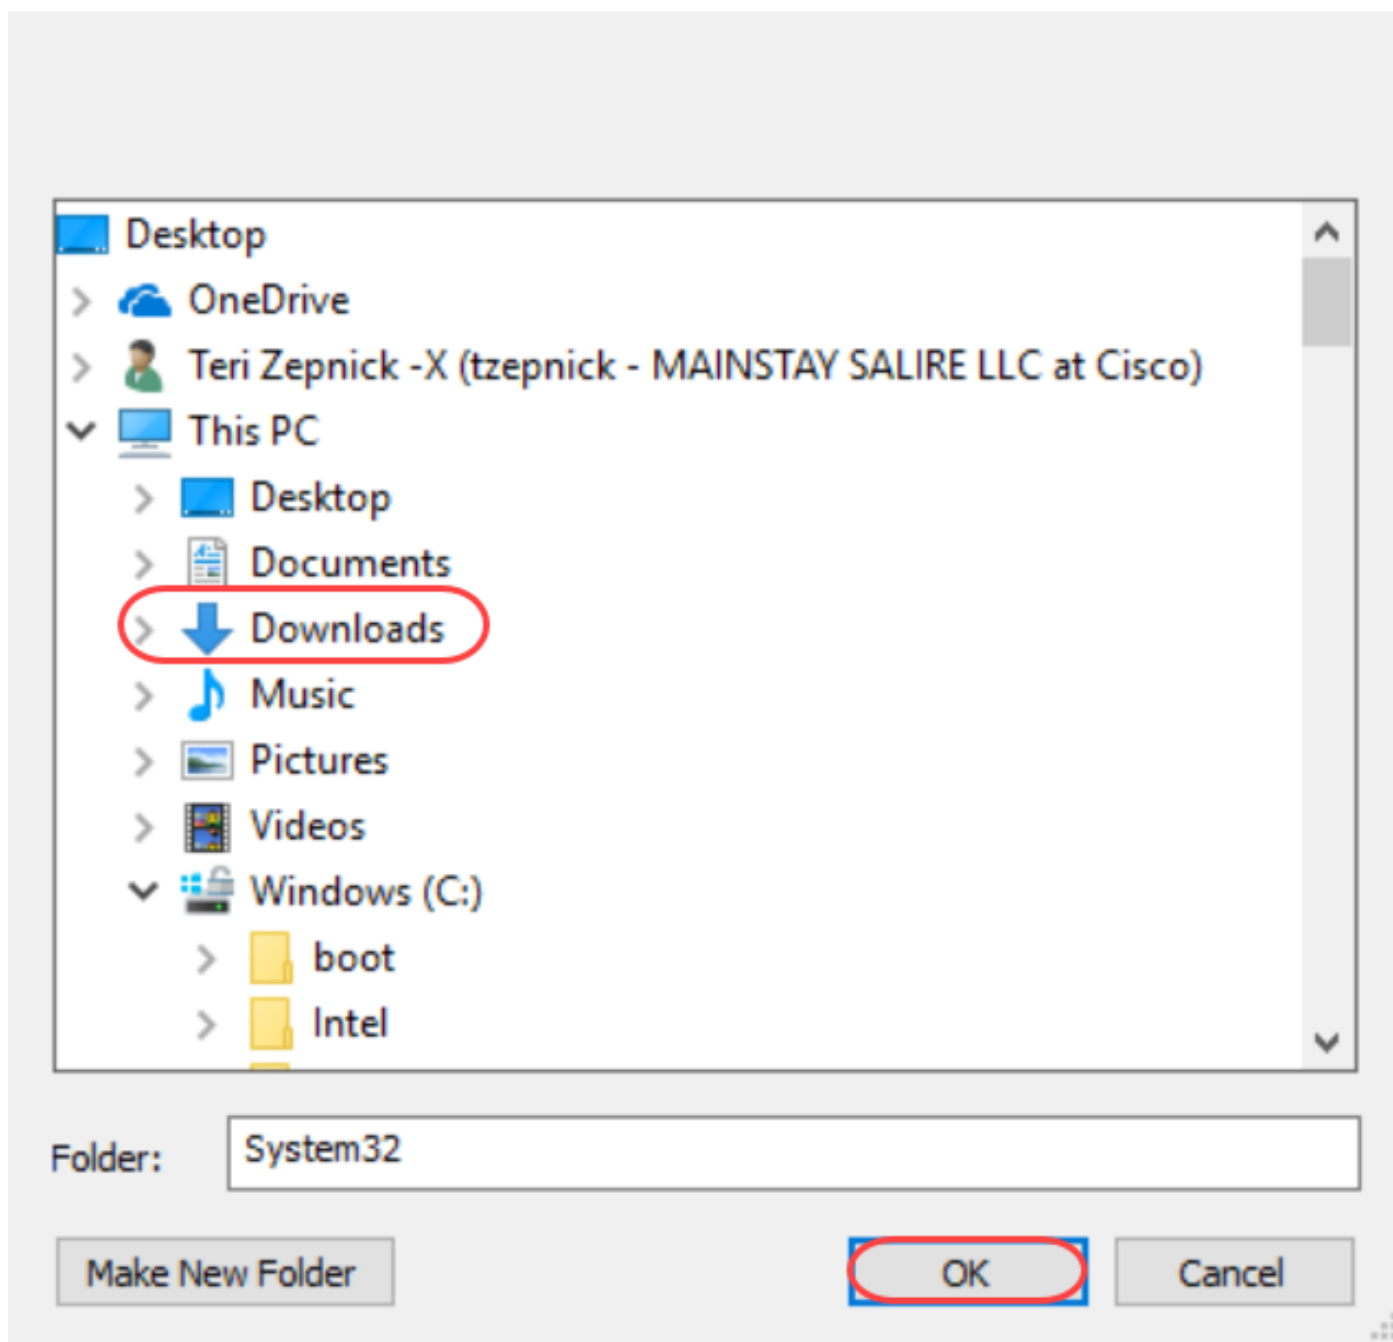 Desktop
OneDrive
Teri Zepnick -X (tzepnick - MAINSTAY SALIRE LLC at Cisco)
This PC
Desktop
Documents
Downloads
Music
Pictures
Videos
Windows (C:)
boot
Intel
Folder: System32
Make New Folder OK Cancel